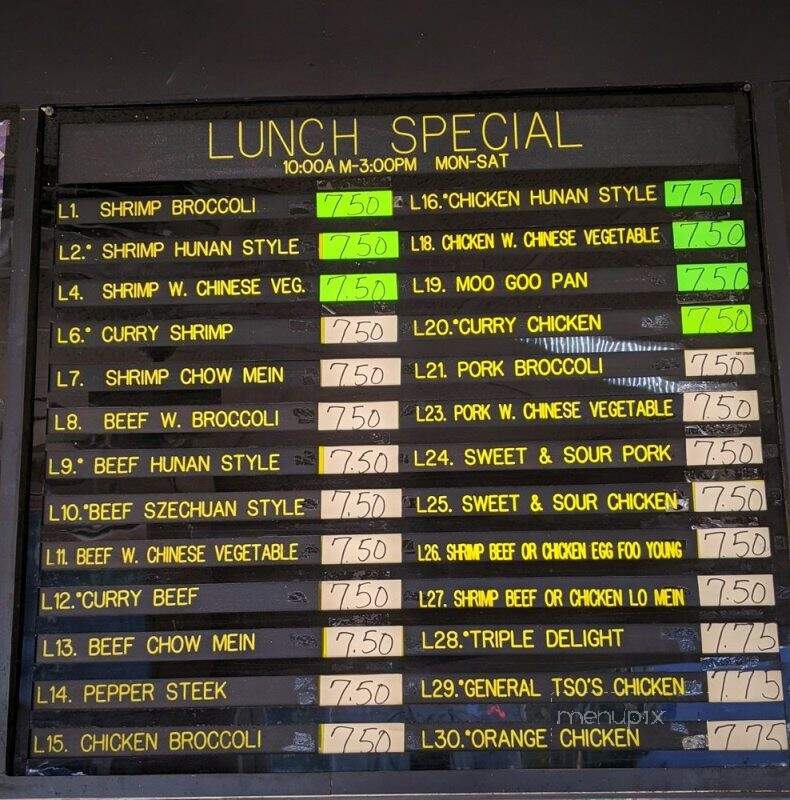 LUNCH SPECIAL
10:00A M-3:00PM MON-SAT
L1. SHRIMP BROCCOLI 7.50
L2.* SHRIMP HUNAN STYLE 7.50
L4. SHRIMP W. CHINESE VEG. 7.50
L6.* CURRY SHRIMP 7.50
L7. SHRIMP CHOW MEIN 7.50
L8. BEEF W. BROCCOLI 7.50
L9.* BEEF HUNAN STYLE 7.50
L10.*BEEF SZECHUAN STYLE 7.50
L11. BEEF W. CHINESE VEGETABLE 7.50
L12.*CURRY BEEF 7.50
L13. BEEF CHOW MEIN 7.50
L14. PEPPER STEEK 7.50
L15. CHICKEN BROCCOLI 7.50
L16.*CHICKEN HUNAN STYLE 7.50
L18. CHICKEN W. CHINESE VEGETABLE 7.50
L19. MOO GOO PAN 7.50
L20.*CURRY CHICKEN 7.50
L21. PORK BROCCOLI 7.50
L23. PORK W. CHINESE VEGETABLE 7.50
L24. SWEET & SOUR PORK 7.50
L25. SWEET & SOUR CHICKEN 7.50
L26. SHRIMP BEEF OR CHICKEN EGG FOO YOUNG 7.50
L27. SHRIMP BEEF OR CHICKEN LO MEIN 7.50
L28.*TRIPLE DELIGHT 7.75
L29.*GENERAL TSO'S CHICKEN 7.75
L30.*ORANGE CHICKEN 7.75
menupix